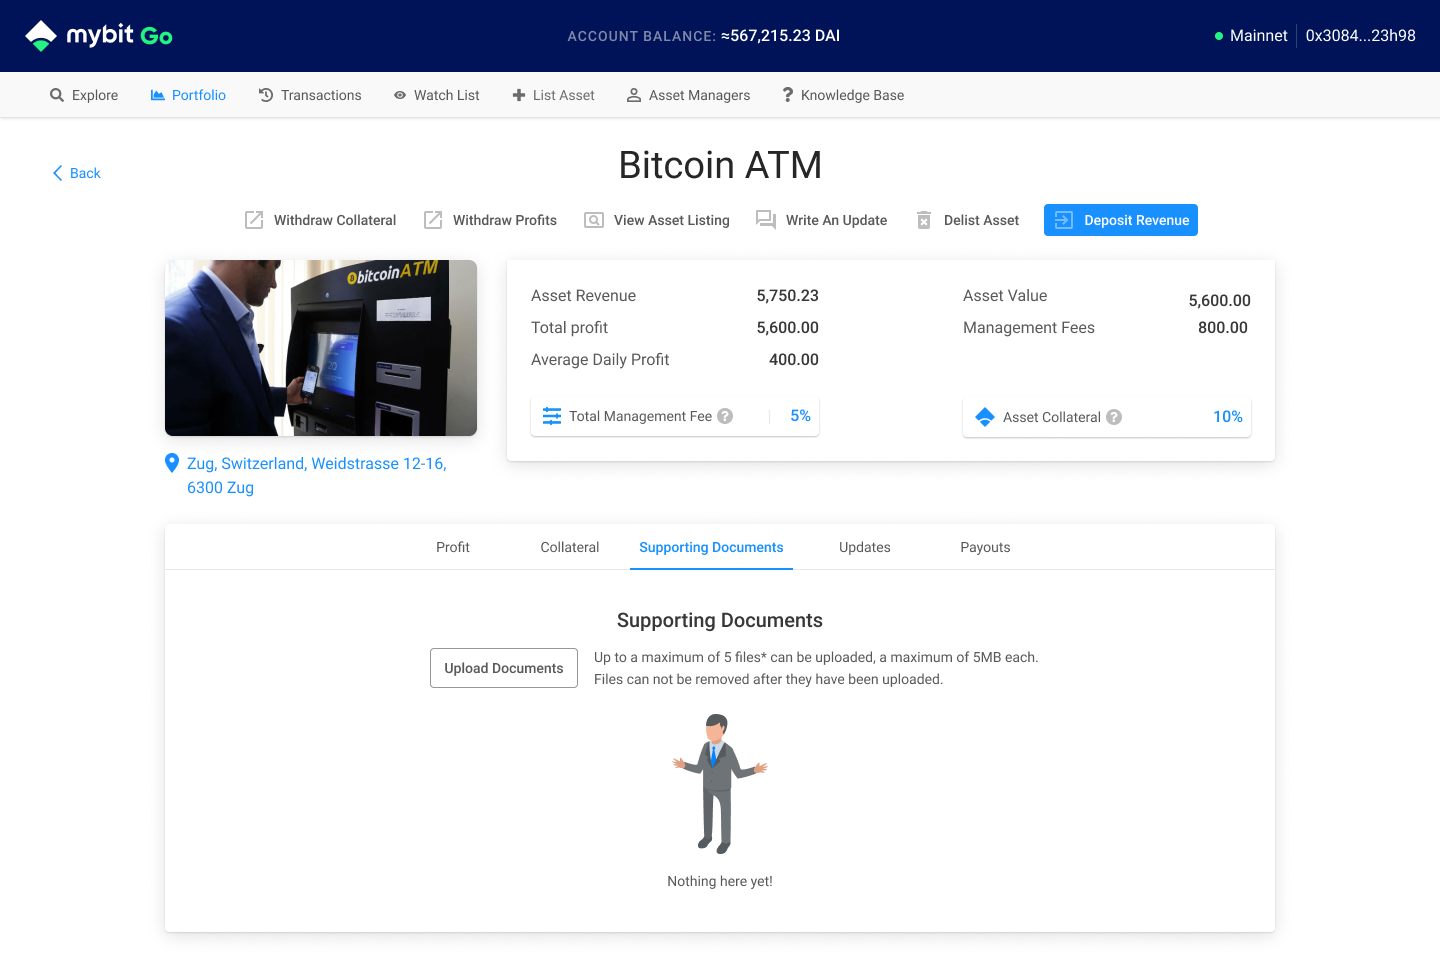 mybit Go
ACCOUNT BALANCE: ≈567,215.23 DAI
Mainnet
0x3084...23h98
Explore
Portfolio
Transactions
Watch List
List Asset
Asset Managers
Knowledge Base
Back
Bitcoin ATM
Withdraw Collateral
Withdraw Profits
View Asset Listing
Write An Update
Delist Asset
Deposit Revenue
bitcoinATM
Asset Revenue 5,750.23
Total profit 5,600.00
Average Daily Profit 400.00
Asset Value 5,600.00
Management Fees 800.00
Total Management Fee ? 5%
Asset Collateral ? 10%
Zug, Switzerland, Weidstrasse 12-16,
6300 Zug
Profit
Collateral
Supporting Documents
Updates
Payouts
Supporting Documents
Upload Documents
Up to a maximum of 5 files* can be uploaded, a maximum of 5MB each.
Files can not be removed after they have been uploaded.
Nothing here yet!